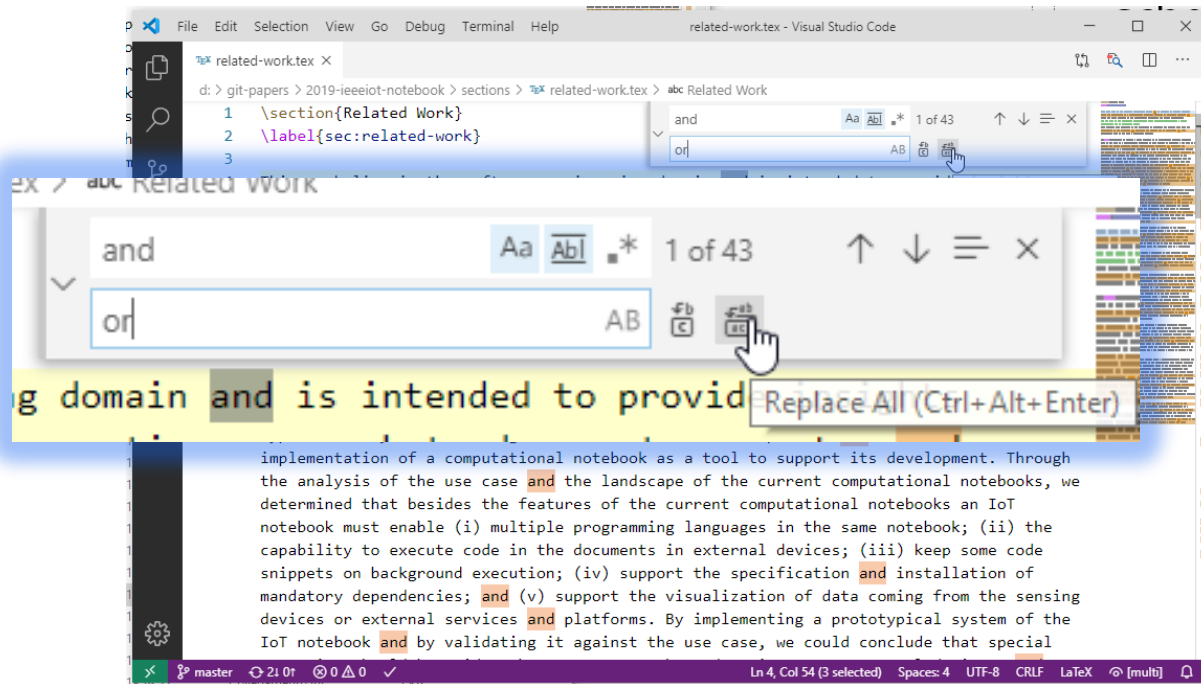 File Edit Selection View Go Debug Terminal Help related-work.tex - Visual Studio Code
TEX related-work.tex ×
d: > git-papers > 2019-ieeeiot-notebook > sections > TEX related-work.tex > abc Related Work
1 \section{Related Work}
2 \label{sec:related-work}
3
and Aa Abl .* 1 of 43
or AB
abc Related Work
and Aa Abl .* 1 of 43
or AB
g domain and is intended to provide
Replace All (Ctrl+Alt+Enter)
implementation of a computational notebook as a tool to support its development. Through
the analysis of the use case and the landscape of the current computational notebooks, we
determined that besides the features of the current computational notebooks an IoT
notebook must enable (i) multiple programming languages in the same notebook; (ii) the
capability to execute code in the documents in external devices; (iii) keep some code
snippets on background execution; (iv) support the specification and installation of
mandatory dependencies; and (v) support the visualization of data coming from the sensing
devices or external services and platforms. By implementing a prototypical system of the
IoT notebook and by validating it against the use case, we could conclude that special
master 2↓ 0↑ 0 0 Ln 4, Col 54 (3 selected) Spaces: 4 UTF-8 CRLF LaTeX [multi]